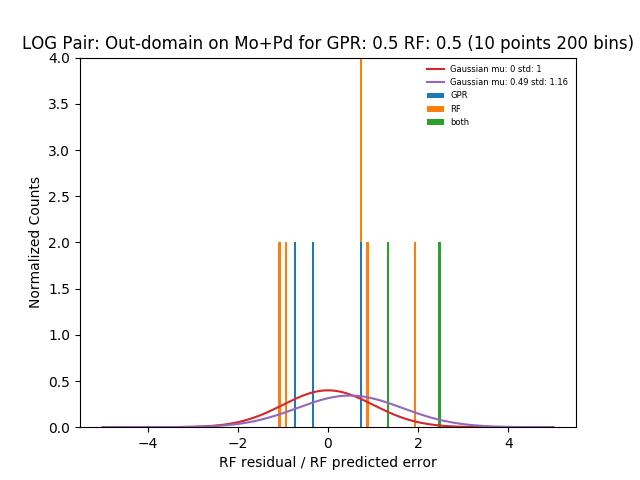 LOG Pair: Out-domain on Mo+Pd for GPR: 0.5 RF: 0.5 (10 points 200 bins)
4.0
3.5
3.0
2.5
2.0
1.5
1.0
0.5
0.0
Normalized Counts
Gaussian mu: 0 std: 1
Gaussian mu: 0.49 std: 1.16
GPR
RF
both
−4 −2 0 2 4
RF residual / RF predicted error